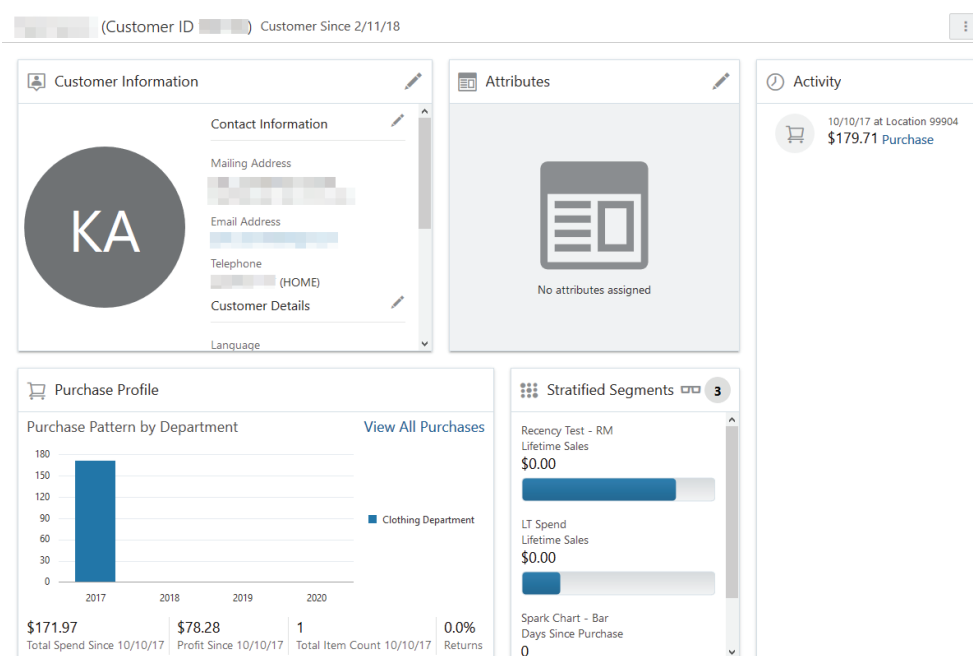 (Customer ID ) Customer Since 2/11/18
Customer Information
Contact Information
Mailing Address
Email Address
Telephone
(HOME)
Customer Details
Language
KA
Attributes
No attributes assigned
Activity
10/10/17 at Location 99904
$179.71 Purchase
Purchase Profile
Purchase Pattern by Department
View All Purchases
180
150
120
90
60
30
0
2017 2018 2019 2020
Clothing Department
$171.97
Total Spend Since 10/10/17
$78.28
Profit Since 10/10/17
1
Total Item Count 10/10/17
0.0%
Returns
Stratified Segments 3
Recency Test - RM
Lifetime Sales
$0.00
LT Spend
Lifetime Sales
$0.00
Spark Chart - Bar
Days Since Purchase
0